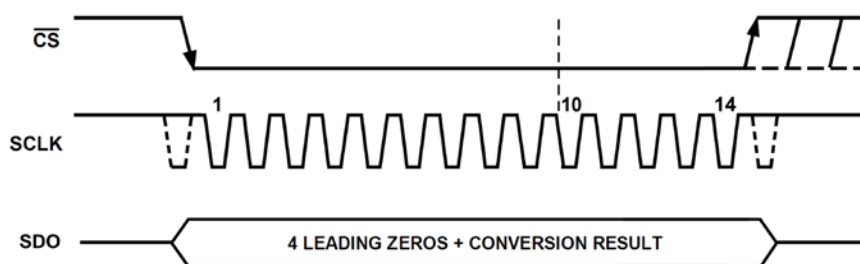 CS
1 10 14
SCLK
SDO 4 LEADING ZEROS + CONVERSION RESULT